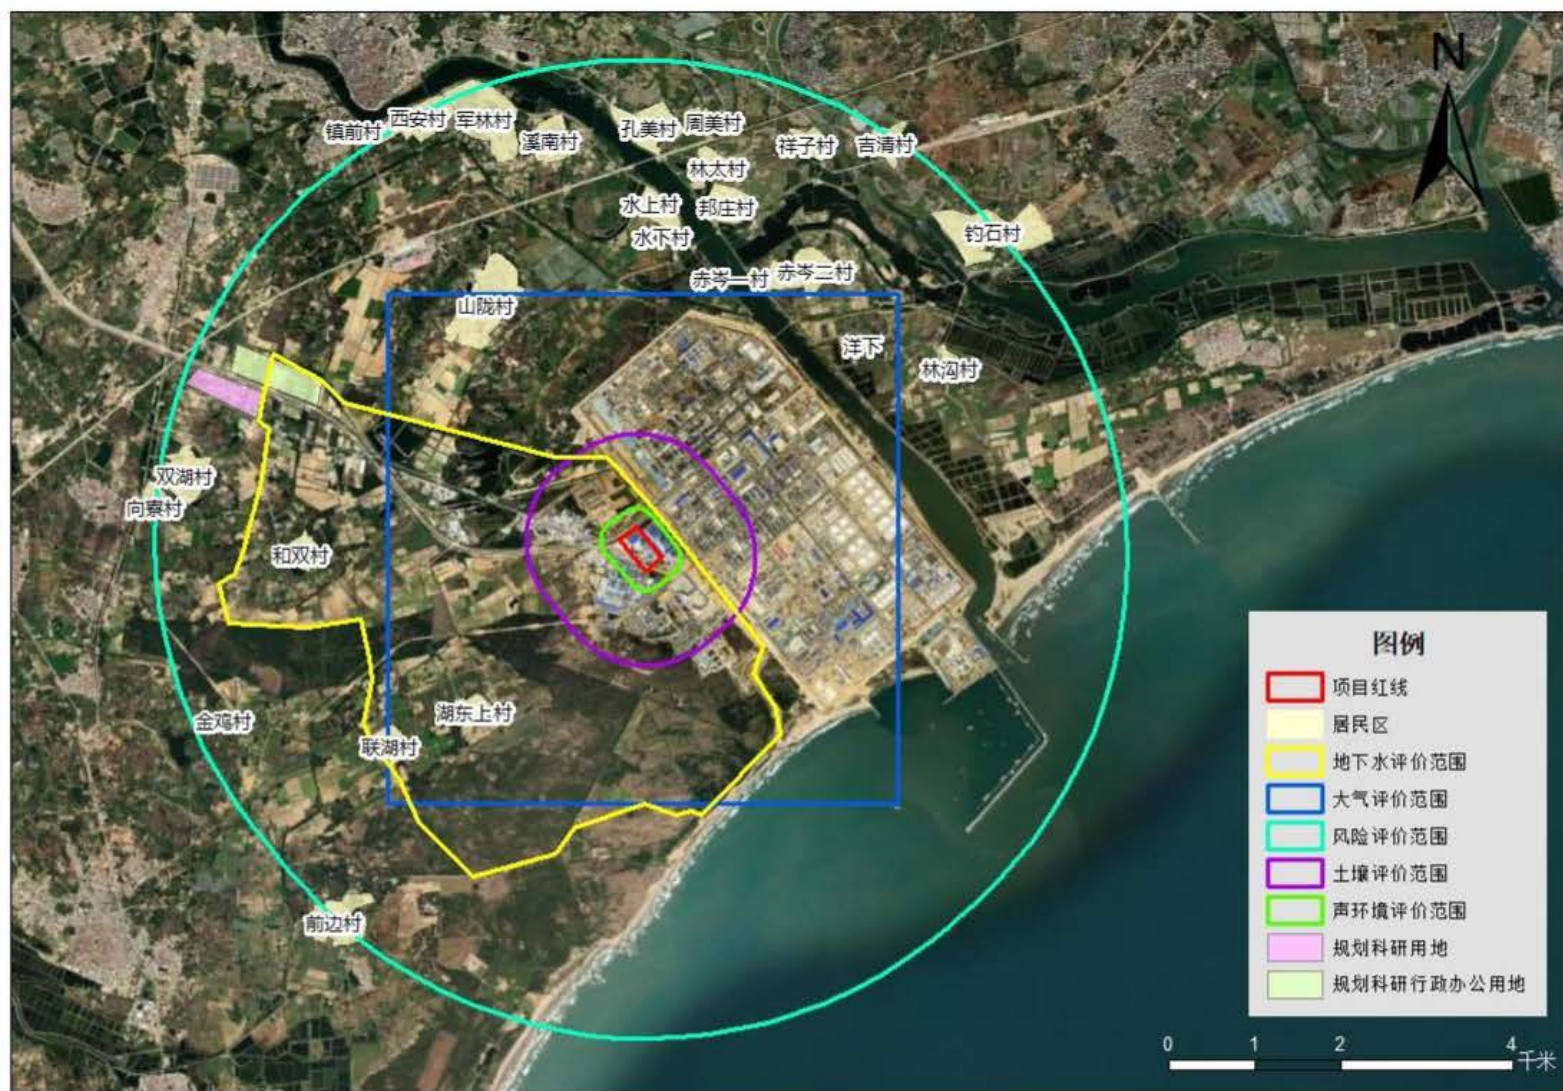 N
镇前村
西安村
军林村
溪南村
孔美村
周美村
祥子村
吉清村
林太村
水上村
邦庄村
水下村
钓石村
赤岑一村
赤岑二村
山陇村
洋下
林沟村
双湖村
向寮村
和双村
金鸡村
湖东上村
联湖村
前边村
图例
项目红线
居民区
地下水评价范围
大气评价范围
风险评价范围
土壤评价范围
声环境评价范围
规划科研用地
规划科研行政办公用地
0 1 2 4
千米